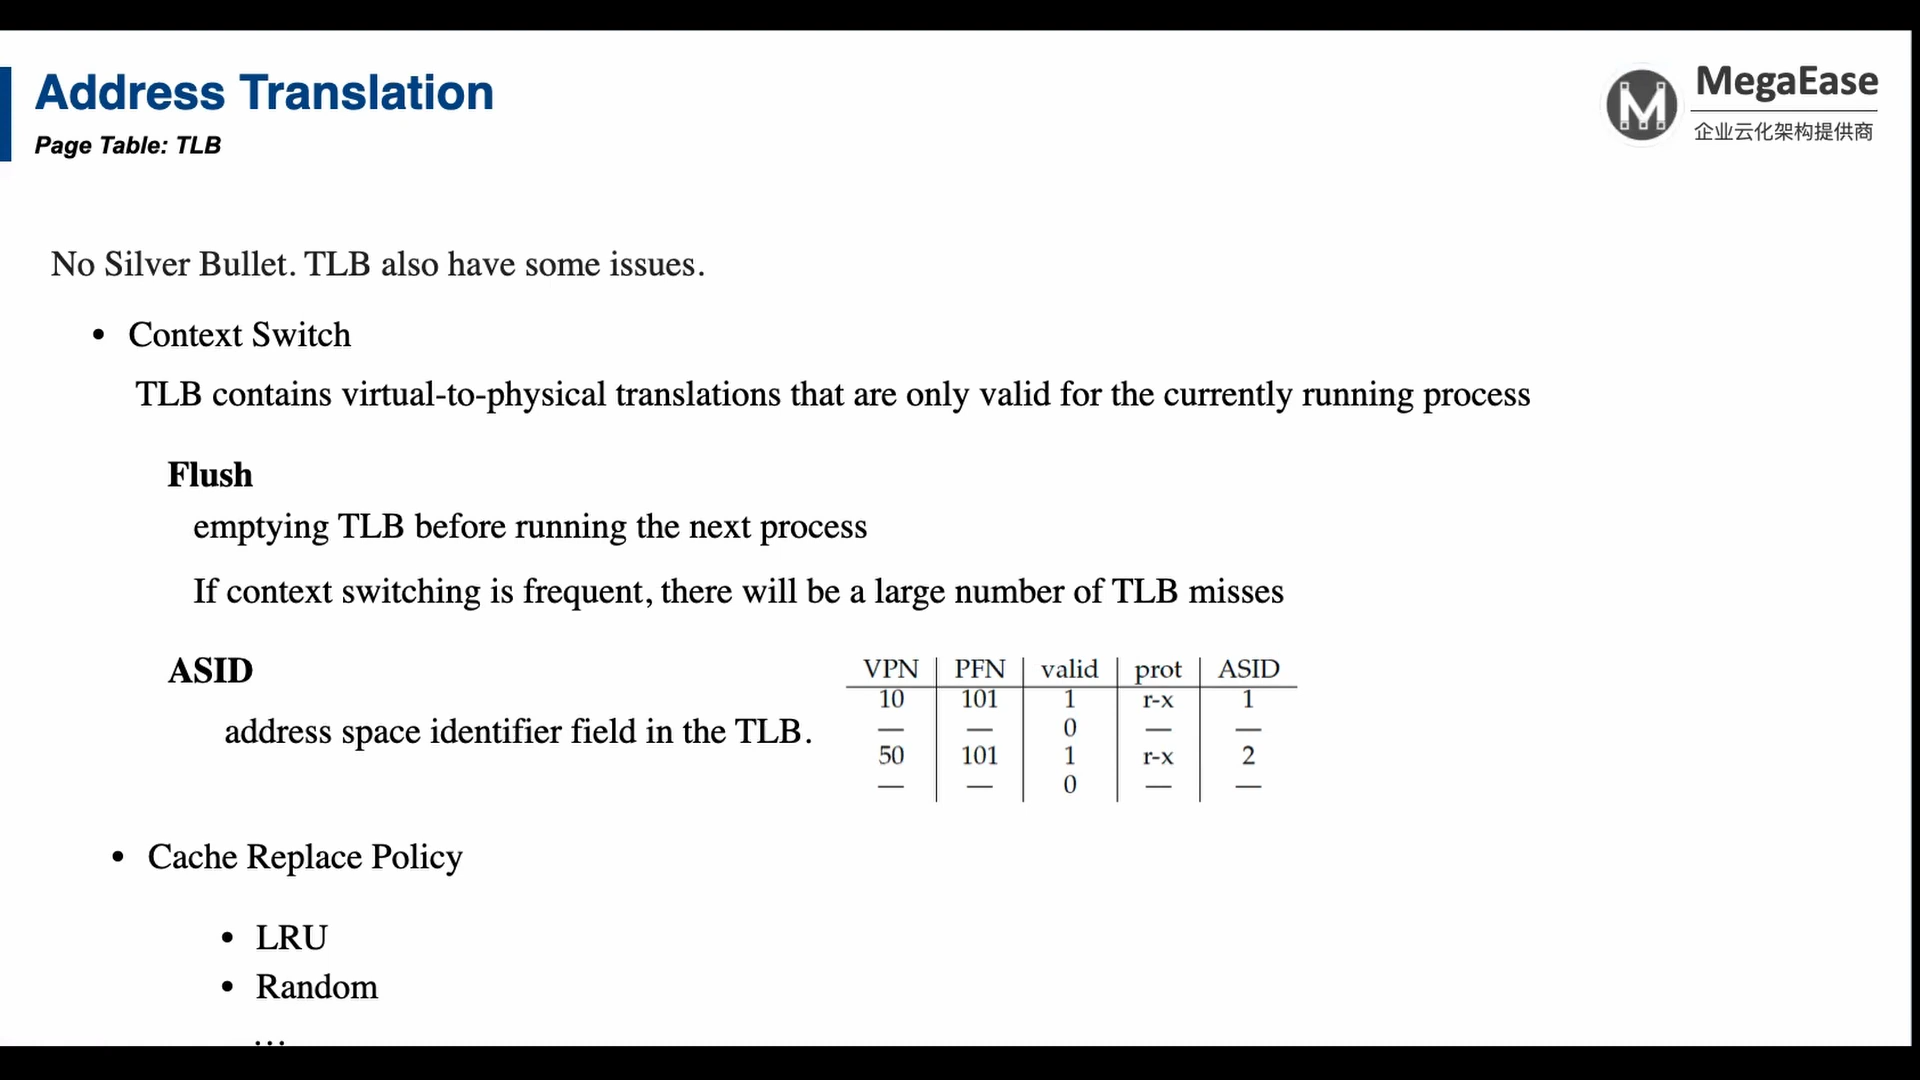 Address Translation
Page Table: TLB
MegaEase
企业云化架构提供商
No Silver Bullet. TLB also have some issues.
• Context Switch
TLB contains virtual-to-physical translations that are only valid for the currently running process
Flush
emptying TLB before running the next process
If context switching is frequent, there will be a large number of TLB misses
ASID
address space identifier field in the TLB.
VPN PFN valid prot ASID
10 101 1 r-x 1
— — 0 — —
50 101 1 r-x 2
— — 0 — —
• Cache Replace Policy
• LRU
• Random
...